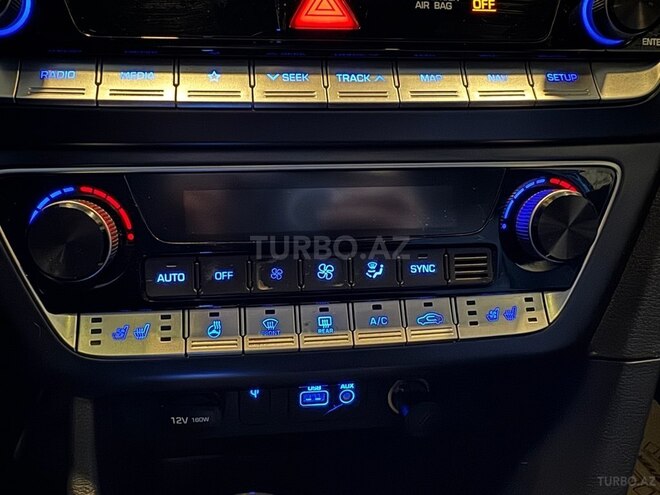 AIR BAG OFF
ENTE
RADIO MEDIA SEEK TRACK MAP NAV SETUP
TURBO.AZ
AUTO OFF SYNC
FRONT REAR A/C
USB AUX
12V 180W
TURBO.AZ